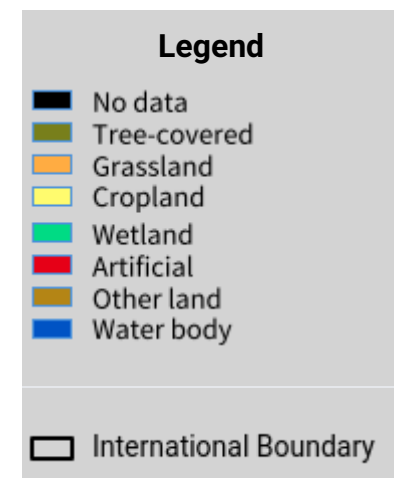 Legend
No data
Tree-covered
Grassland
Cropland
Wetland
Artificial
Other land
Water body
International Boundary